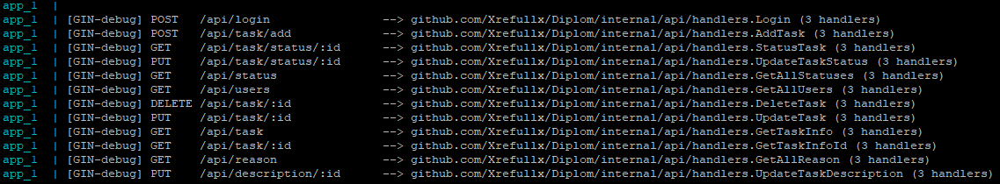 app_1 |
app_1 | [GIN-debug] POST /api/login --> github.com/Xrefullx/Diplom/internal/api/handlers.Login (3 handlers)
app_1 | [GIN-debug] POST /api/task/add --> github.com/Xrefullx/Diplom/internal/api/handlers.AddTask (3 handlers)
app_1 | [GIN-debug] GET /api/task/status/:id --> github.com/Xrefullx/Diplom/internal/api/handlers.StatusTask (3 handlers)
app_1 | [GIN-debug] PUT /api/task/status/:id --> github.com/Xrefullx/Diplom/internal/api/handlers.UpdateTaskStatus (3 handlers)
app_1 | [GIN-debug] GET /api/status --> github.com/Xrefullx/Diplom/internal/api/handlers.GetAllStatuses (3 handlers)
app_1 | [GIN-debug] GET /api/users --> github.com/Xrefullx/Diplom/internal/api/handlers.GetAllUsers (3 handlers)
app_1 | [GIN-debug] DELETE /api/task/:id --> github.com/Xrefullx/Diplom/internal/api/handlers.DeleteTask (3 handlers)
app_1 | [GIN-debug] PUT /api/task/:id --> github.com/Xrefullx/Diplom/internal/api/handlers.UpdateTask (3 handlers)
app_1 | [GIN-debug] GET /api/task --> github.com/Xrefullx/Diplom/internal/api/handlers.GetTaskInfo (3 handlers)
app_1 | [GIN-debug] GET /api/task/:id --> github.com/Xrefullx/Diplom/internal/api/handlers.GetTaskInfoId (3 handlers)
app_1 | [GIN-debug] GET /api/reason --> github.com/Xrefullx/Diplom/internal/api/handlers.GetAllReason (3 handlers)
app_1 | [GIN-debug] PUT /api/description/:id --> github.com/Xrefullx/Diplom/internal/api/handlers.UpdateTaskDescription (3 handlers)